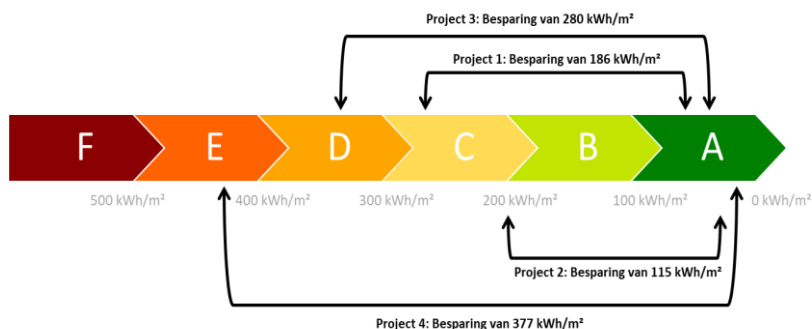 Project 3: Besparing van 280 kWh/m²
Project 1: Besparing van 186 kWh/m²
F E D C B A
500 kWh/m² 400 kWh/m² 300 kWh/m² 200 kWh/m² 100 kWh/m² 0 kWh/m²
Project 2: Besparing van 115 kWh/m²
Project 4: Besparing van 377 kWh/m²